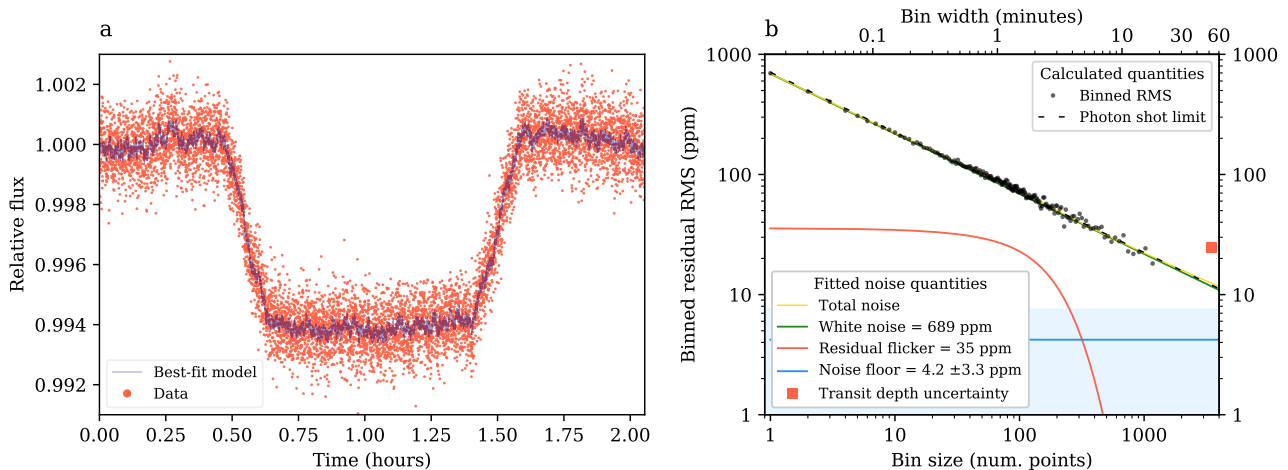 a
Relative flux
1.002
1.000
0.998
0.996
0.994
0.992
Best-fit model
Data
0.00
0.25
0.50
0.75
1.00
1.25
1.50
1.75
2.00
Time (hours)
b
Bin width (minutes)
0.1
1
10
30
60
Binned residual RMS (ppm)
1000
100
10
1
1000
100
10
1
Calculated quantities
Binned RMS
Photon shot limit
Fitted noise quantities
Total noise
White noise = 689 ppm
Residual flicker = 35 ppm
Noise floor = 4.2 ±3.3 ppm
Transit depth uncertainty
1
10
100
1000
Bin size (num. points)